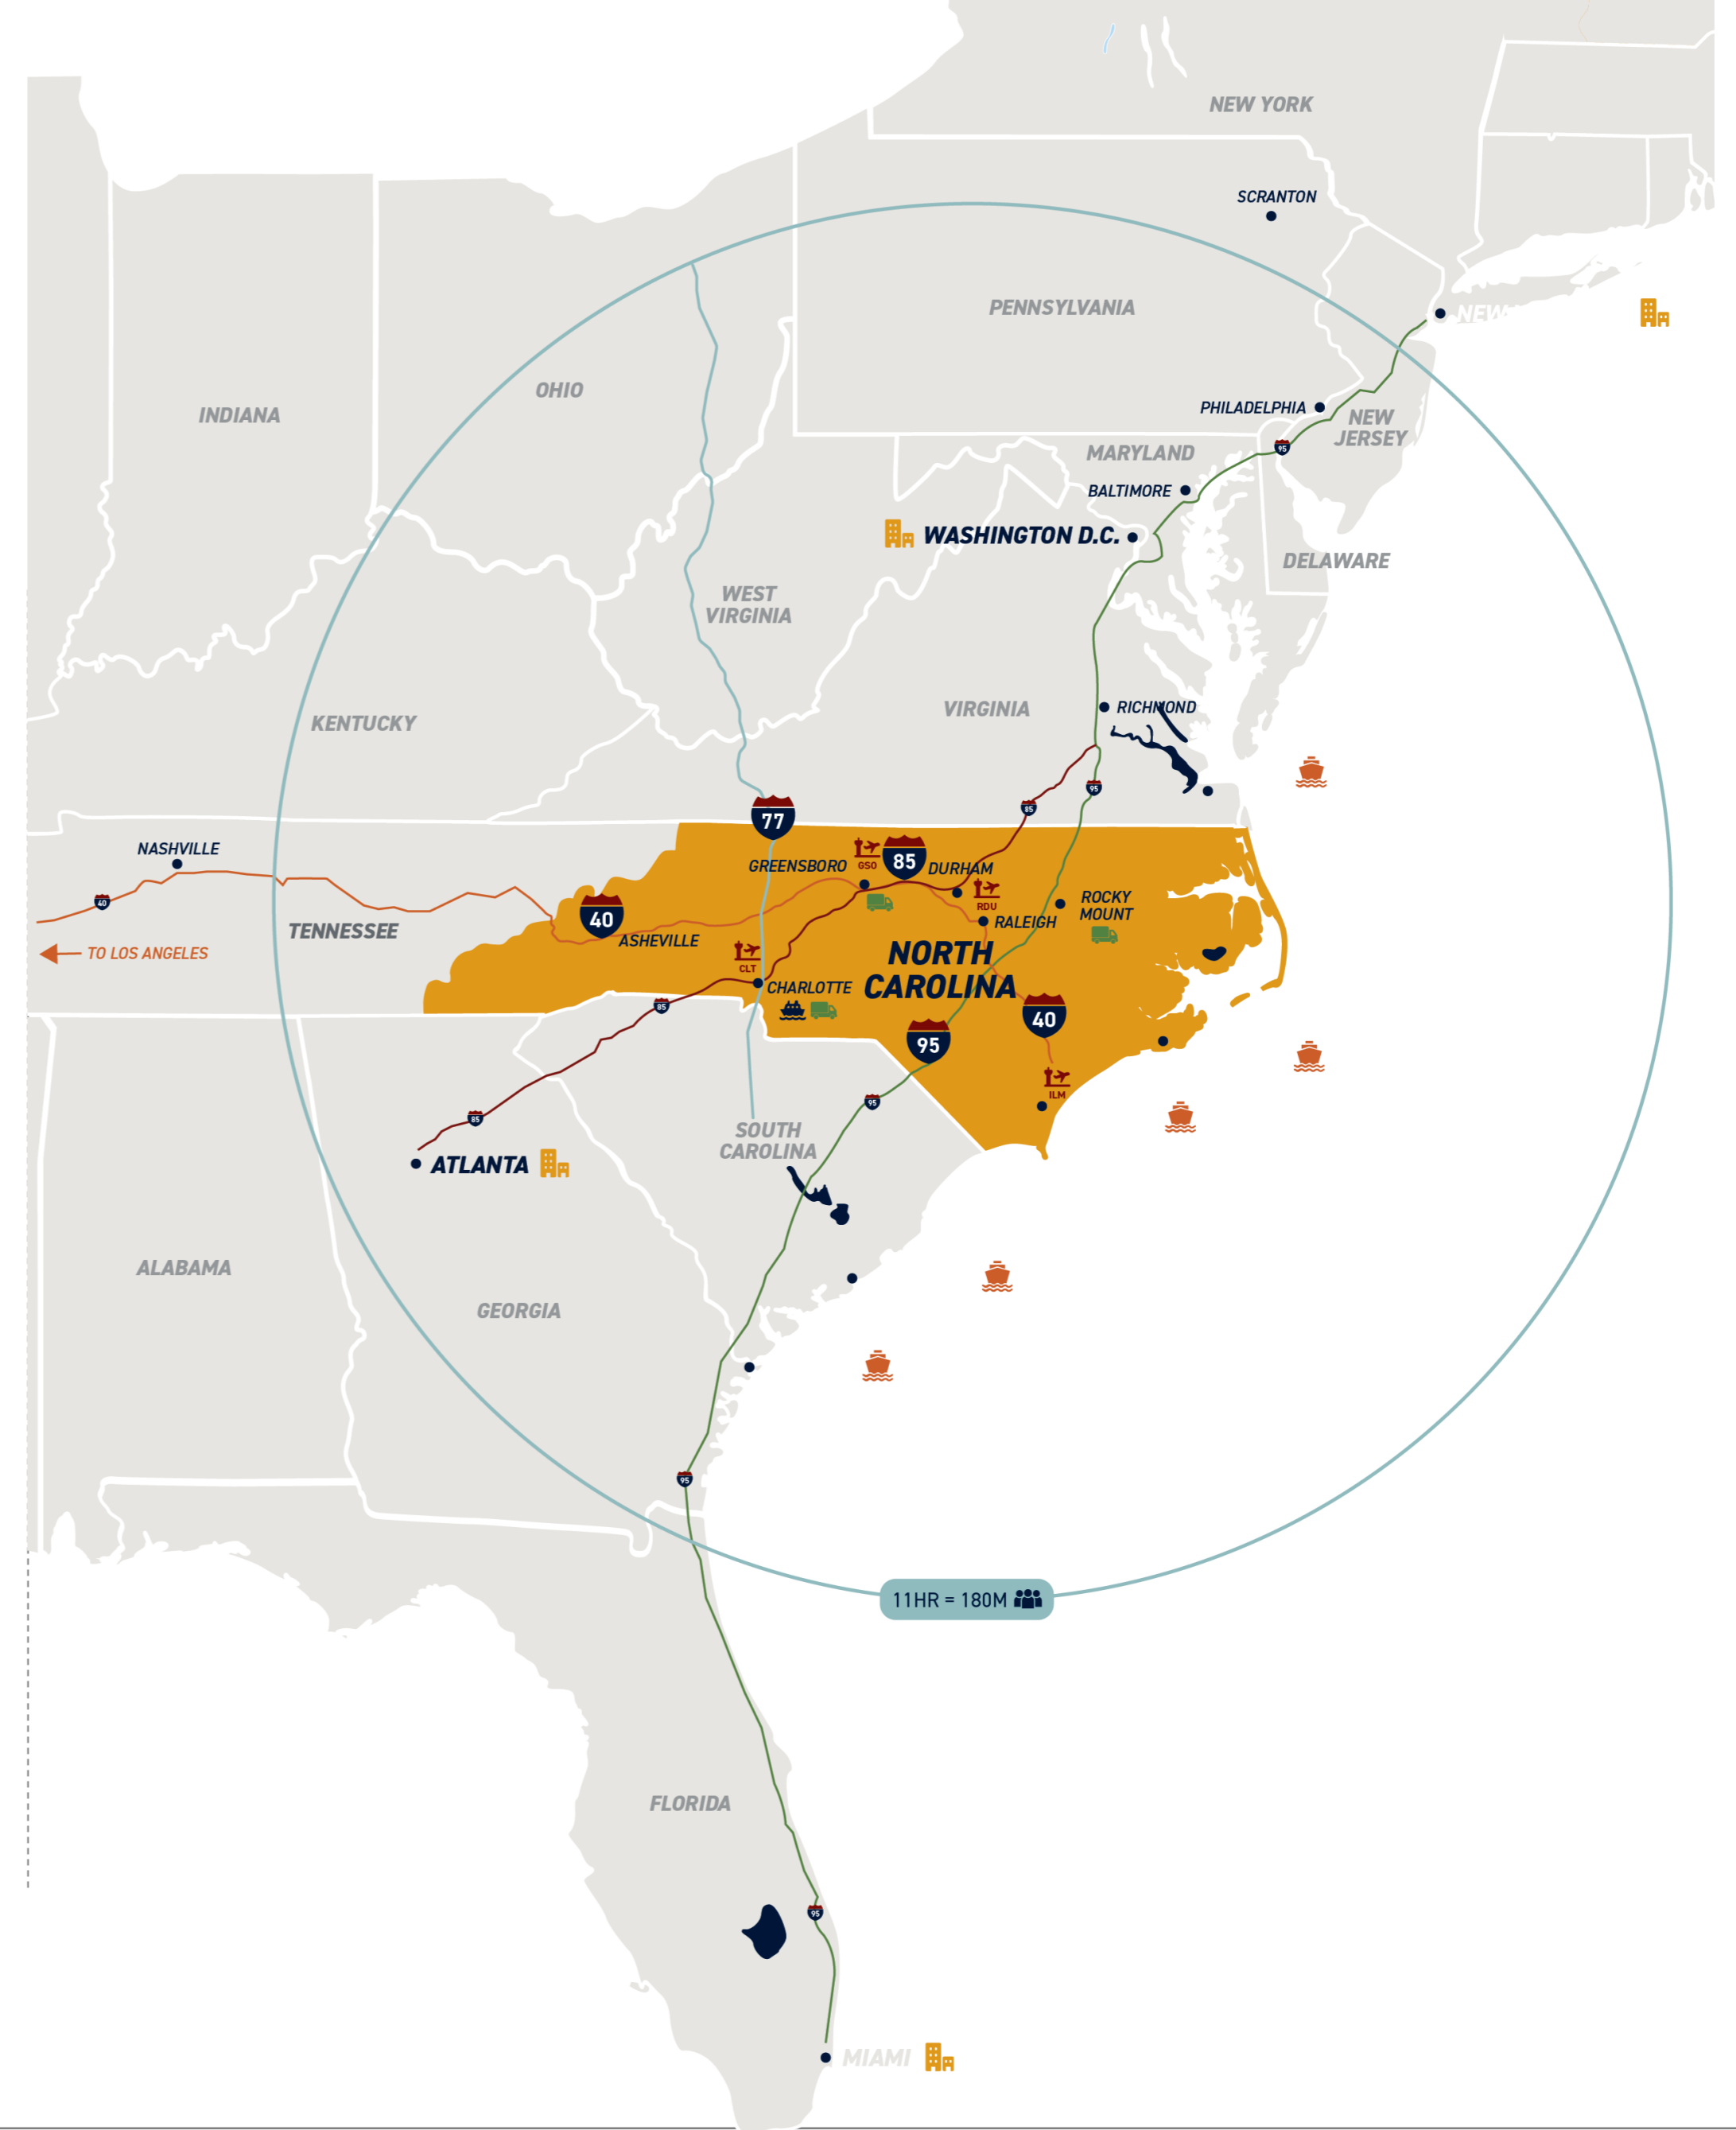 NEW YORK
SCRANTON
PENNSYLVANIA
NEW
OHIO
INDIANA
PHILADELPHIA
NEW
JERSEY
95
MARYLAND
BALTIMORE
WASHINGTON D.C.
DELAWARE
WEST
VIRGINIA
VIRGINIA
RICHMOND
KENTUCKY
95
85
77
NASHVILLE
GREENSBORO
GSO
85
DURHAM
RDU
40
40
ROCKY
MOUNT
RALEIGH
TENNESSEE
ASHEVILLE
TO LOS ANGELES
CLT
NORTH
CAROLINA
CHARLOTTE
85
40
95
ILM
95
85
SOUTH
CAROLINA
ATLANTA
ALABAMA
GEORGIA
95
11HR = 180M
FLORIDA
95
MIAMI